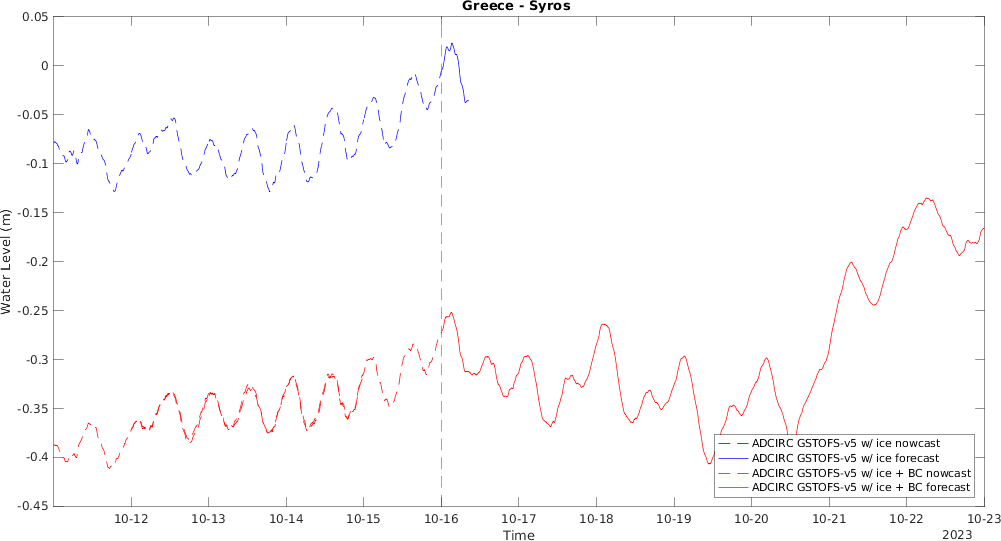 Greece - Syros
0.05
0
-0.05
-0.1
-0.15
-0.2
-0.25
-0.3
-0.35
-0.4
-0.45
Water Level (m)
ADCIRC GSTOFS-v5 w/ ice nowcast
ADCIRC GSTOFS-v5 w/ ice forecast
ADCIRC GSTOFS-v5 w/ ice + BC nowcast
ADCIRC GSTOFS-v5 w/ ice + BC forecast
10-12 10-13 10-14 10-15 10-16 10-17 10-18 10-19 10-20 10-21 10-22 10-23
Time
2023